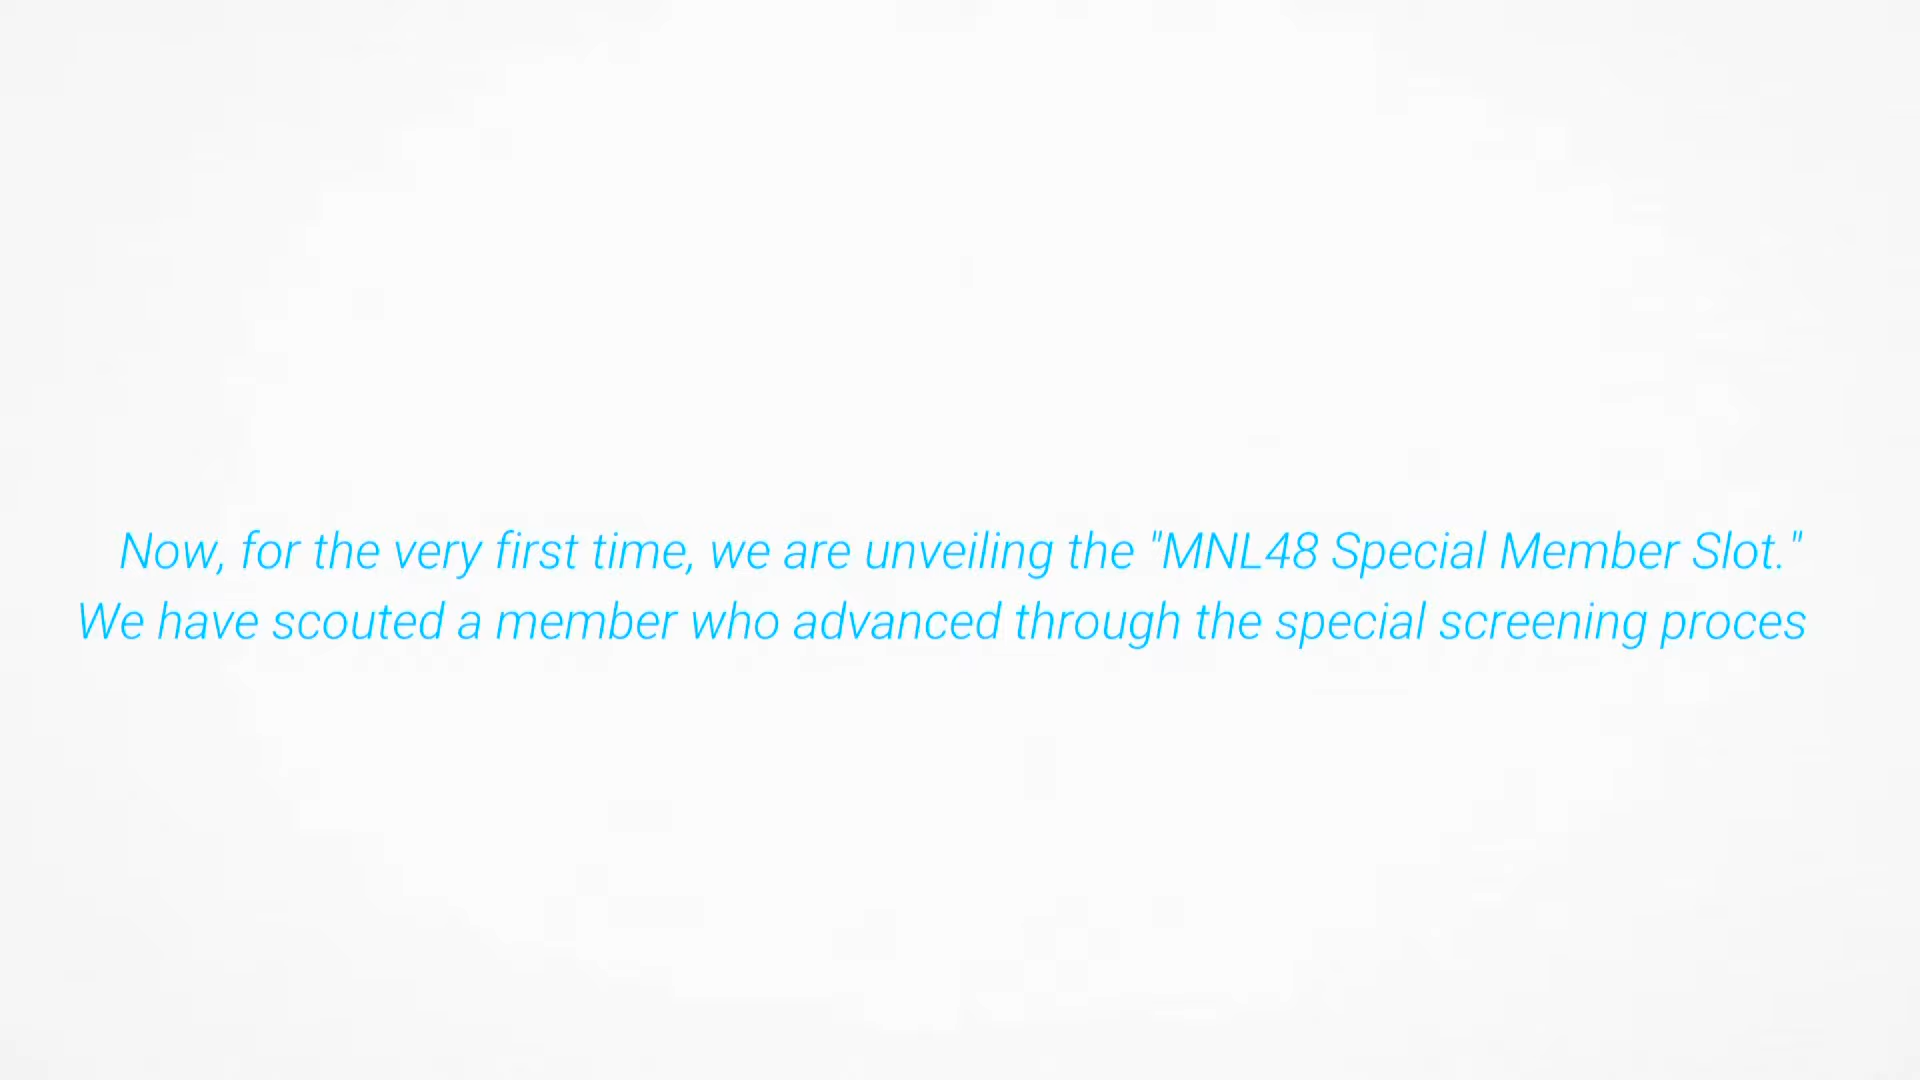 Now, for the very first time, we are unveiling the "MNL48 Special Member Slot."
We have scouted a member who advanced through the special screening proces